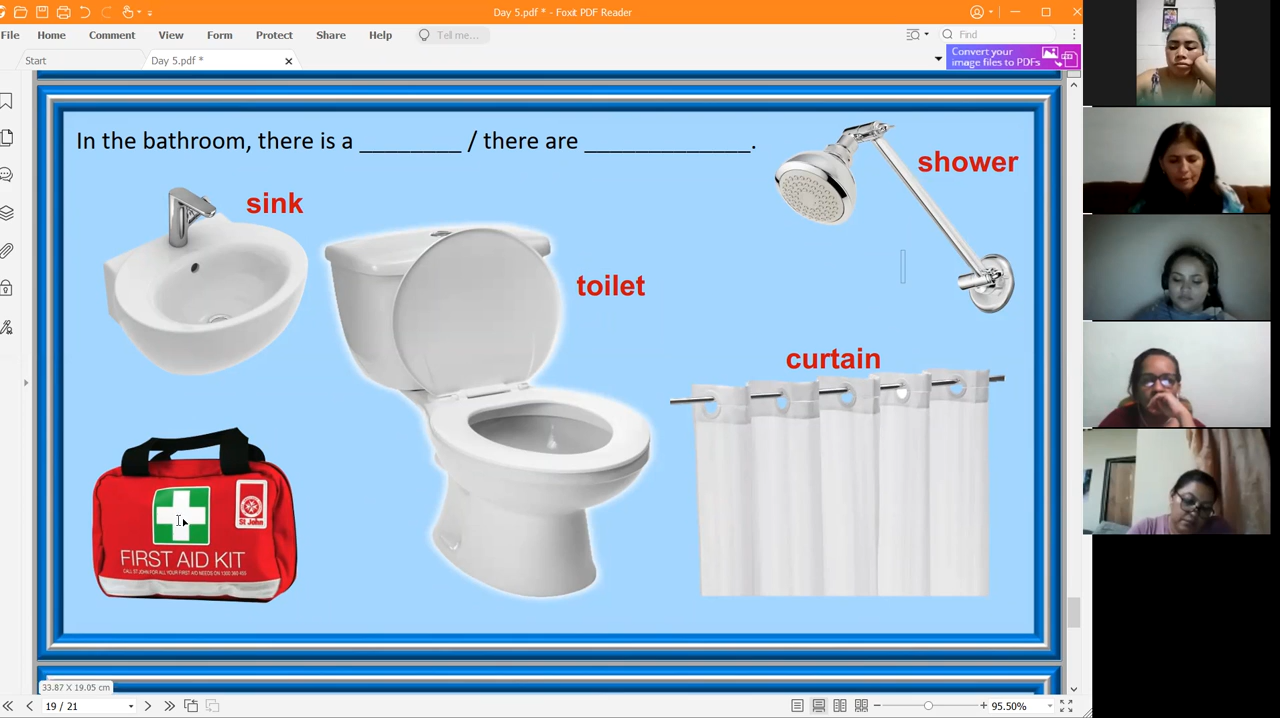 Day 5.pdf * - Foxit PDF Reader
File Home Comment View Form Protect Share Help Tell me... Find
Start Day 5.pdf *
Convert your
image files to PDFs
In the bathroom, there is a ________ / there are _____________.
shower
sink
toilet
curtain
St John
FIRST AID KIT
33.87 X 19.05 cm
19 / 21
95.50%